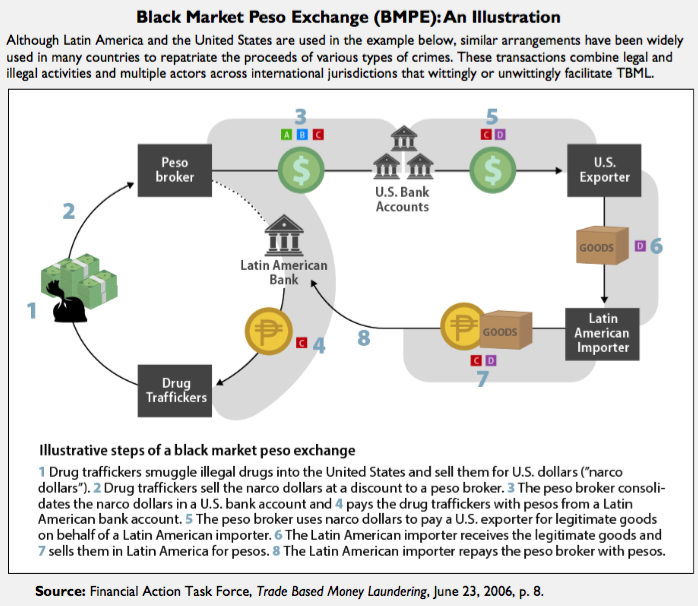 Black Market Peso Exchange (BMPE): An Illustration
Although Latin America and the United States are used in the example below, similar arrangements have been widely
used in many countries to repatriate the proceeds of various types of crimes. These transactions combine legal and
illegal activities and multiple actors across international jurisdictions that wittingly or unwittingly facilitate TBML.
3
A B C
5
C D
Peso
broker
$
U.S. Bank
Accounts
$
U.S.
Exporter
2
Latin American
Bank
GOODS
D 6
1
C 4
8
GOODS
C D
7
Latin
American
Importer
Drug
Traffickers
Illustrative steps of a black market peso exchange
1 Drug traffickers smuggle illegal drugs into the United States and sell them for U.S. dollars ("narco
dollars"). 2 Drug traffickers sell the narco dollars at a discount to a peso broker. 3 The peso broker consoli-
dates the narco dollars in a U.S. bank account and 4 pays the drug traffickers with pesos from a Latin
American bank account. 5 The peso broker uses narco dollars to pay a U.S. exporter for legitimate goods
on behalf of a Latin American importer. 6 The Latin American importer receives the legitimate goods and
7 sells them in Latin America for pesos. 8 The Latin American importer repays the peso broker with pesos.
Source: Financial Action Task Force, Trade Based Money Laundering, June 23, 2006, p. 8.